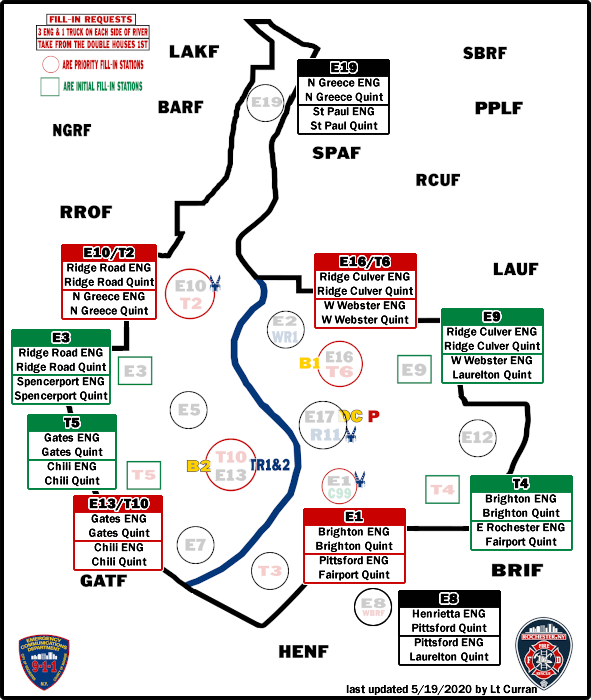 FILL-IN REQUESTS
3 ENG & 1 TRUCK ON EACH SIDE OF RIVER
TAKE FROM THE DOUBLE HOUSES 1ST
ARE PRIORITY FILL-IN STATIONS
ARE INITIAL FILL-IN STATIONS
LAKF
SBRF
BARF
PPLF
NGRF
SPAF
RCUF
RROF
LAUF
GATF
BRIF
HENF
E19
N Greece ENG
N Greece Quint
St Paul ENG
St Paul Quint
E19
E10/T2
Ridge Road ENG
Ridge Road Quint
N Greece ENG
N Greece Quint
E10
T2
E16/T6
Ridge Culver ENG
Ridge Culver Quint
W Webster ENG
W Webster Quint
E9
Ridge Culver ENG
Ridge Culver Quint
W Webster ENG
Laurelton Quint
E3
Ridge Road ENG
Ridge Road Quint
Spencerport ENG
Spencerport Quint
E3
E2
WR1
B1
E16
T6
E9
E5
E17
R11
DC P
E12
T5
Gates ENG
Gates Quint
Chili ENG
Chili Quint
T5
B2
T10
E13
TR1&2
E1
C99
T4
T4
Brighton ENG
Brighton Quint
E Rochester ENG
Fairport Quint
E13/T10
Gates ENG
Gates Quint
Chili ENG
Chili Quint
E7
T3
E1
Brighton ENG
Brighton Quint
Pittsford ENG
Fairport Quint
E8
WBRF
E8
Henrietta ENG
Pittsford Quint
Pittsford ENG
Laurelton Quint
EMERGENCY
COMMUNICATIONS
DEPARTMENT
9-1-1
N.Y.
ROCHESTER, NY
FIRE
F D
RESCUE
last updated 5/19/2020 by Lt Curran